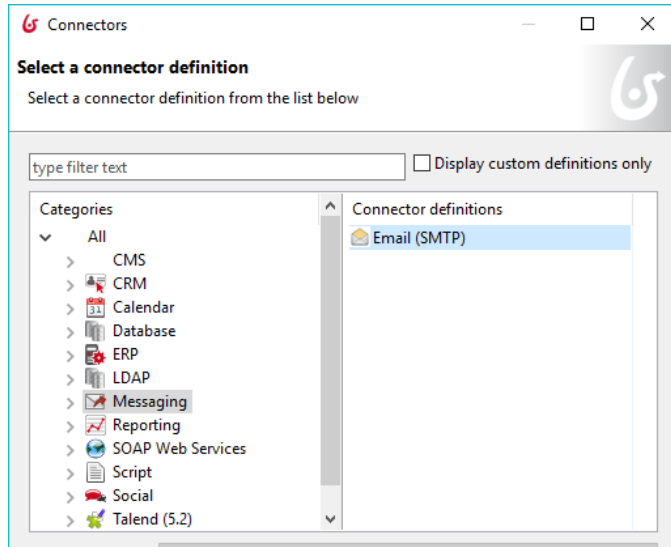 Connectors
Select a connector definition
Select a connector definition from the list below
type filter text
Display custom definitions only
Categories
Connector definitions
All
Email (SMTP)
CMS
CRM
31
Calendar
Database
ERP
LDAP
Messaging
Reporting
SOAP Web Services
Script
Social
Talend (5.2)